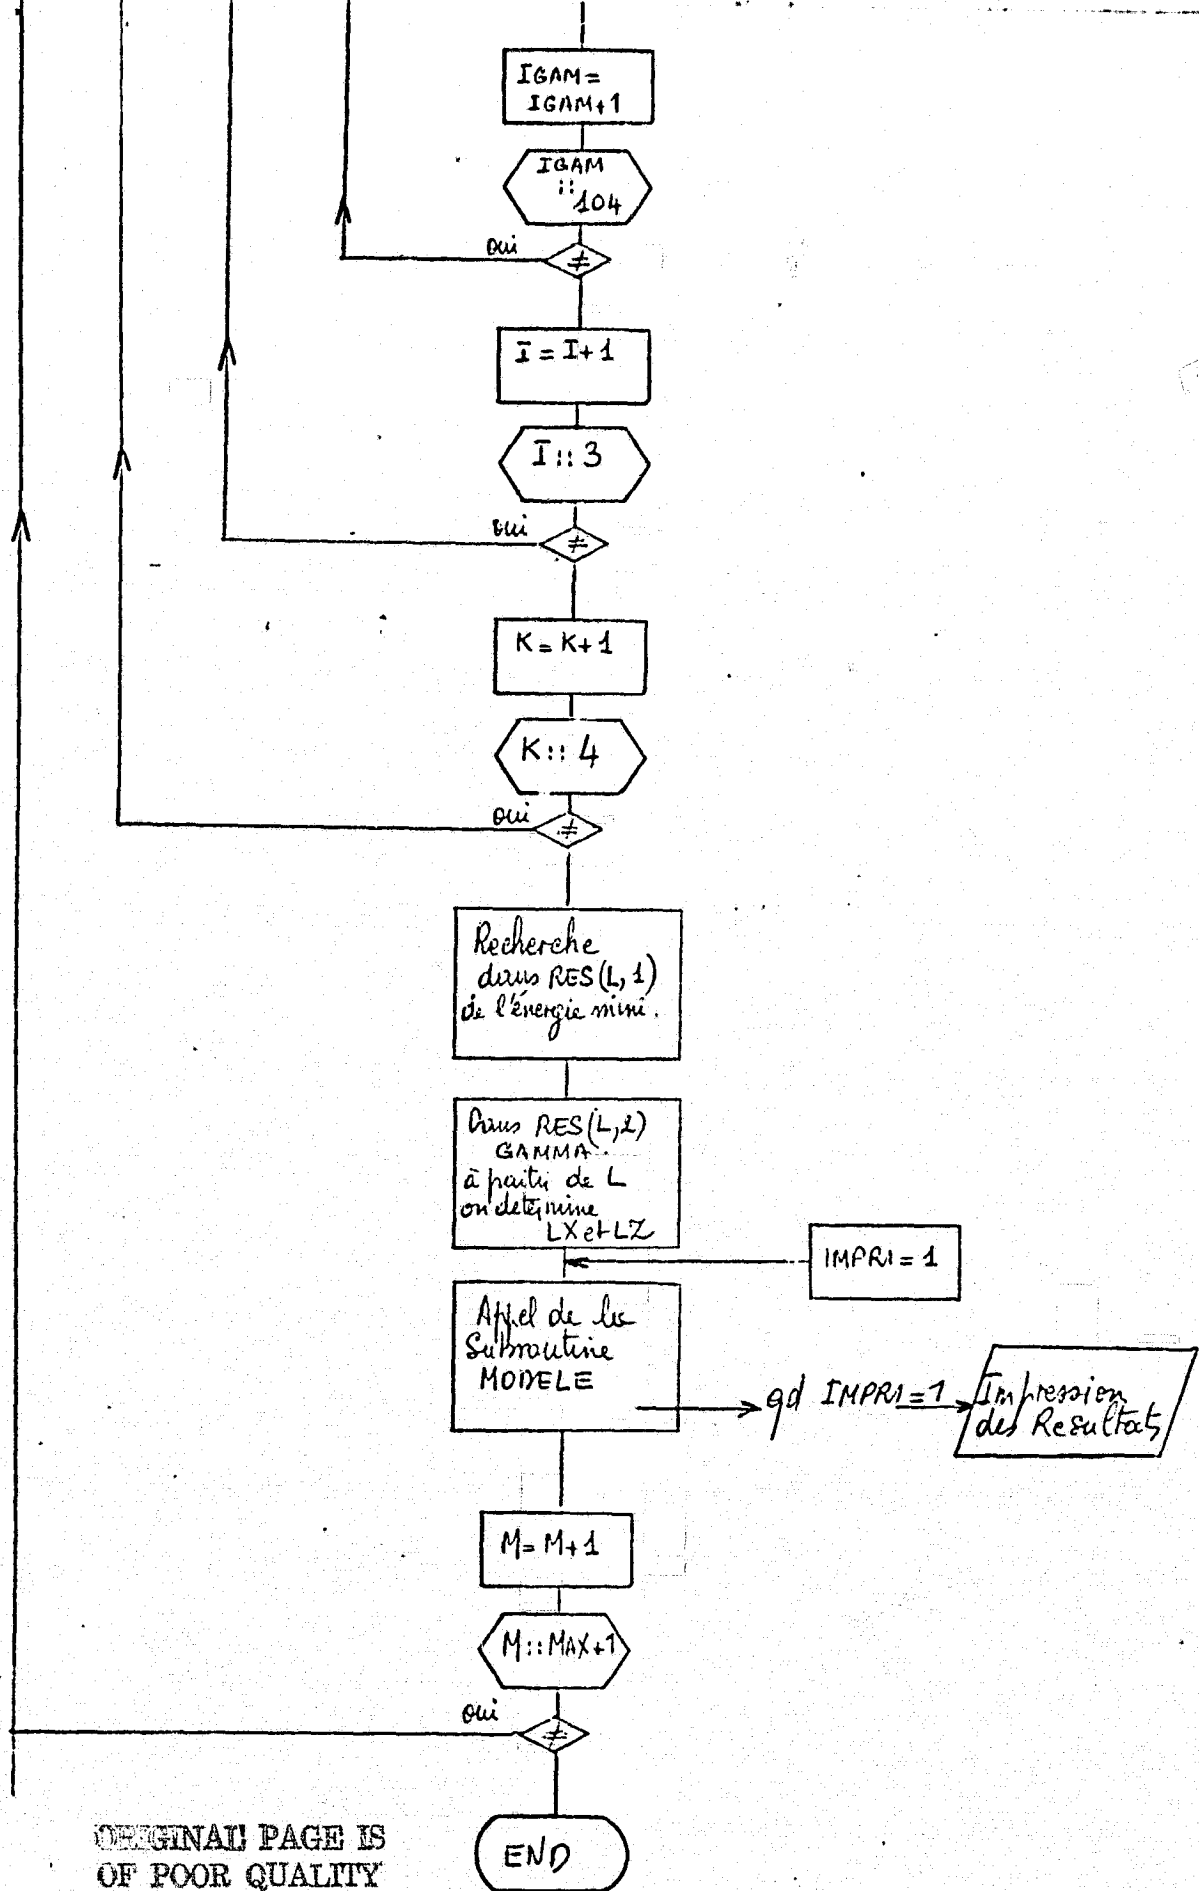 IGAM =
IGAM+1
IGAM
::
104
oui
≠
I = I+1
I :: 3
oui
≠
K = K+1
K :: 4
oui
≠
Recherche
dans RES(L,1)
de l'énergie mini.
Dans RES(L,2)
GAMMA.
à partir de L
on détermine
LX et LZ
IMPRI = 1
Appel de la
Subroutine
MODELE
qd IMPRI=1
Impression
des Resultats
M = M+1
M :: MAX+1
oui
≠
END
ORIGINAL PAGE IS
OF POOR QUALITY